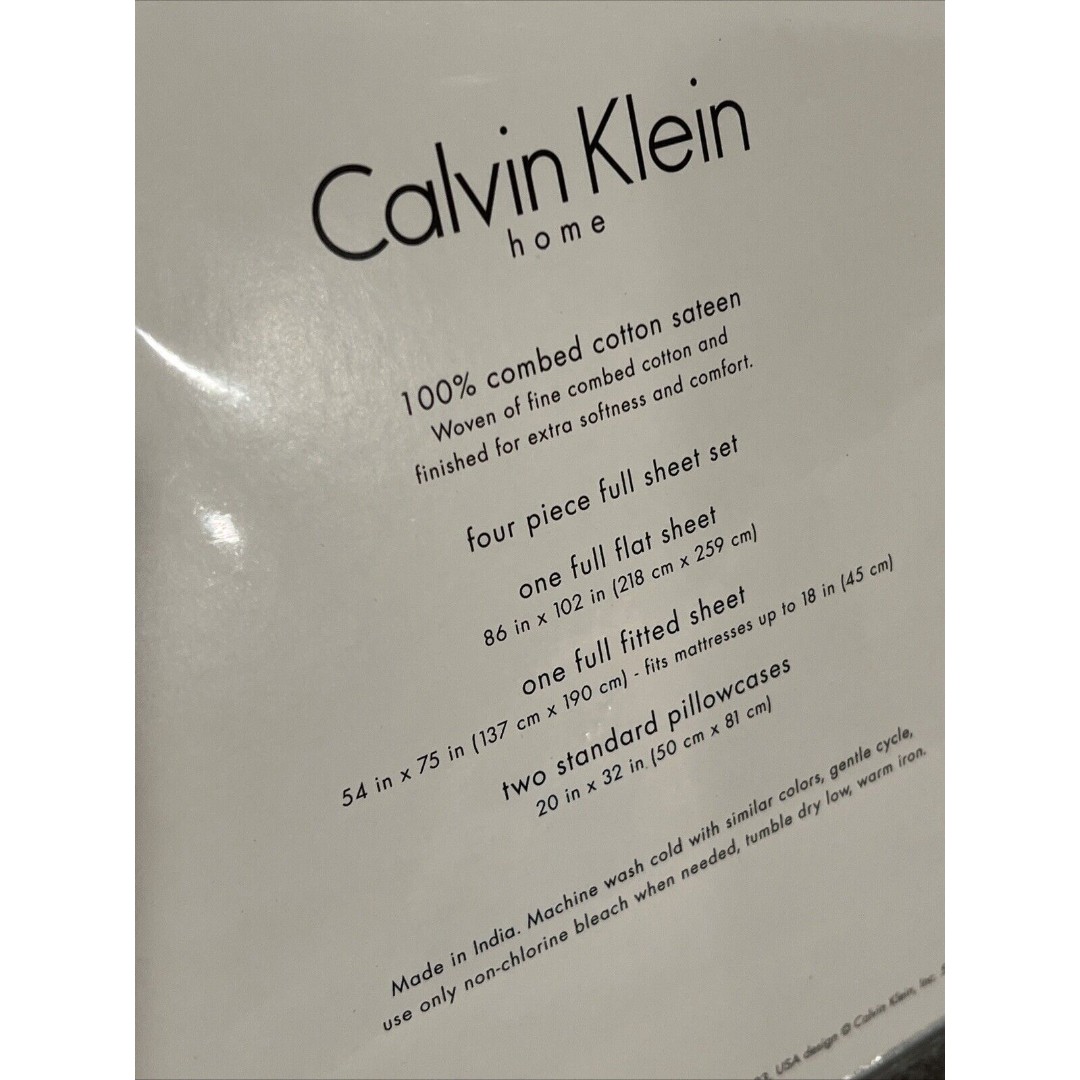 Calvin Klein
home
100% combed cotton sateen
Woven of fine combed cotton and
finished for extra softness and comfort.
four piece full sheet set
one full flat sheet
86 in x 102 in (218 cm x 259 cm)
one full fitted sheet
54 in x 75 in (137 cm x 190 cm) - fits mattresses up to 18 in (45 cm)
two standard pillowcases
20 in x 32 in (50 cm x 81 cm)
Made in India. Machine wash cold with similar colors, gentle cycle,
use only non-chlorine bleach when needed, tumble dry low, warm iron.
USA design © Calvin Klein, Inc.